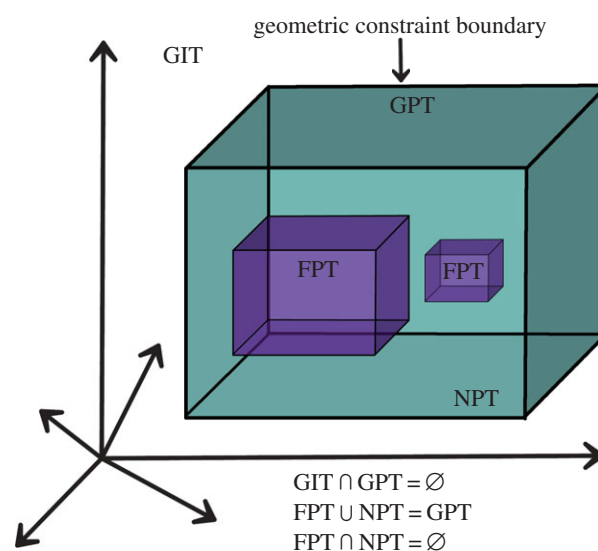 geometric constraint boundary
GIT
GPT
FPT
FPT
NPT
GIT ∩ GPT = ∅
FPT ∪ NPT = GPT
FPT ∩ NPT = ∅